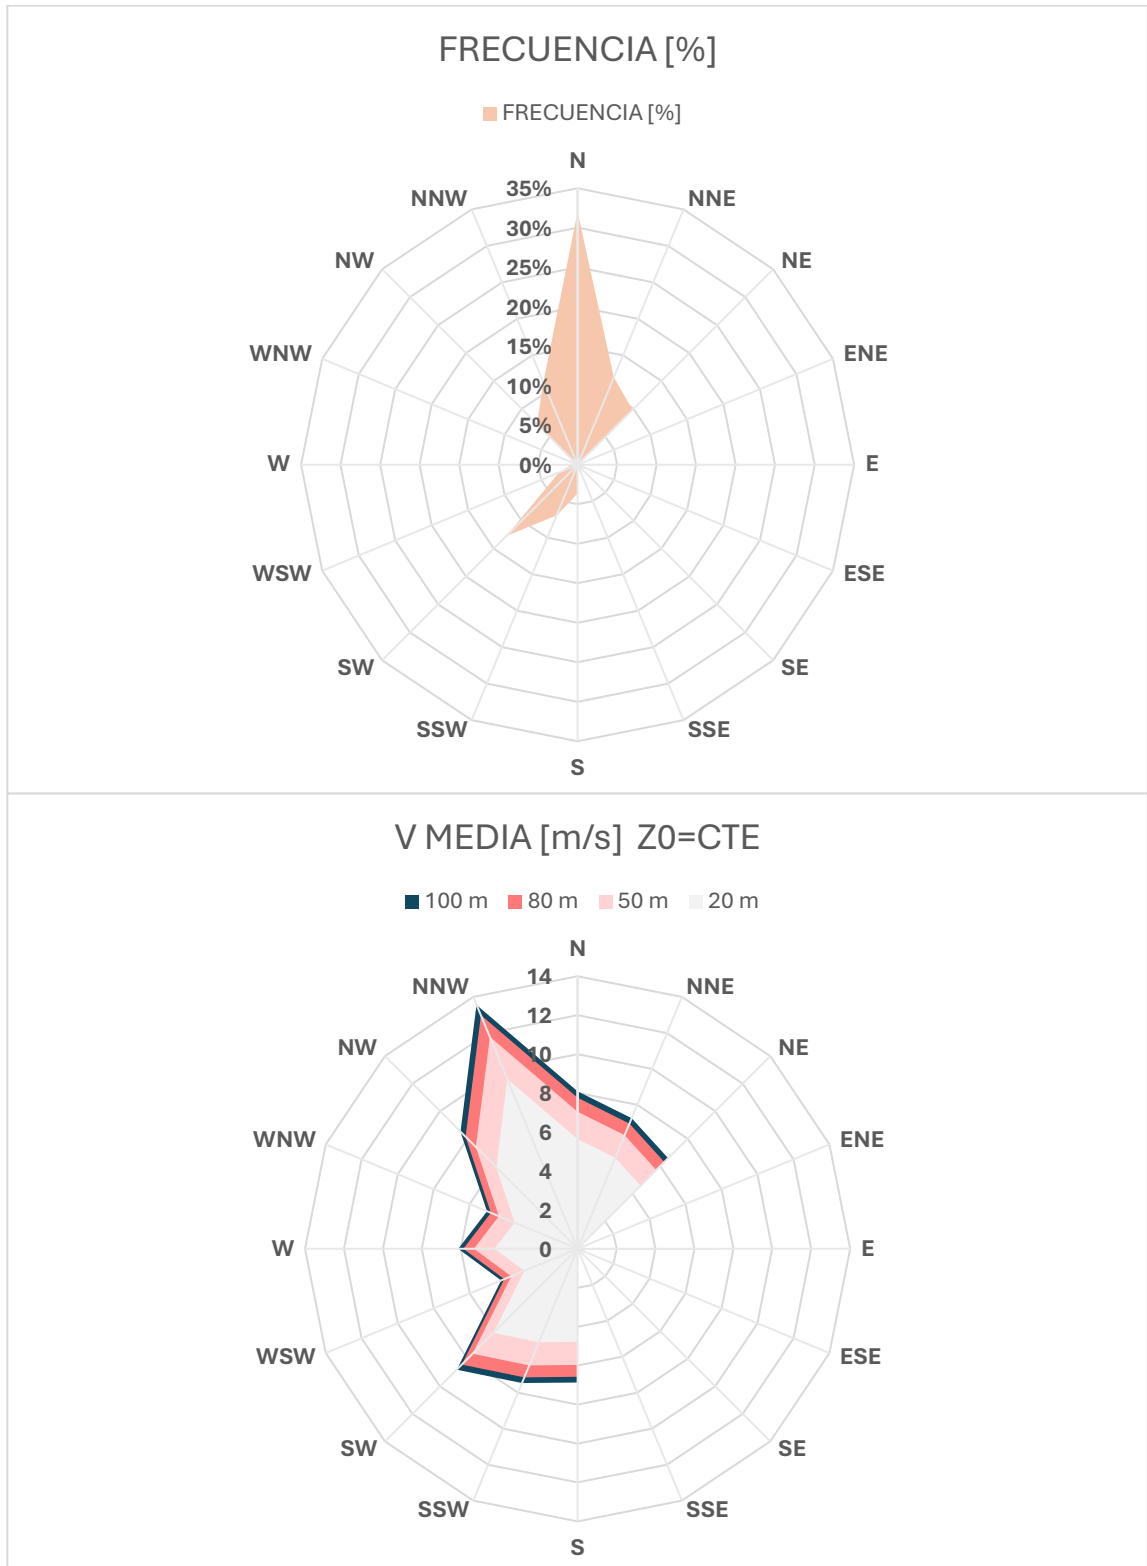 FRECUENCIA [%]
FRECUENCIA [%]
N
NNW
35%
NNE
30%
NW
25%
NE
20%
WNW
15%
ENE
10%
5%
W
0%
E
WSW
ESE
SW
SE
SSW
SSE
S
V MEDIA [m/s] Z0=CTE
100 m 80 m 50 m 20 m
N
14
NNW
NNE
12
NW
10
NE
8
WNW
6
ENE
4
2
W
0
E
WSW
ESE
SW
SE
SSW
SSE
S